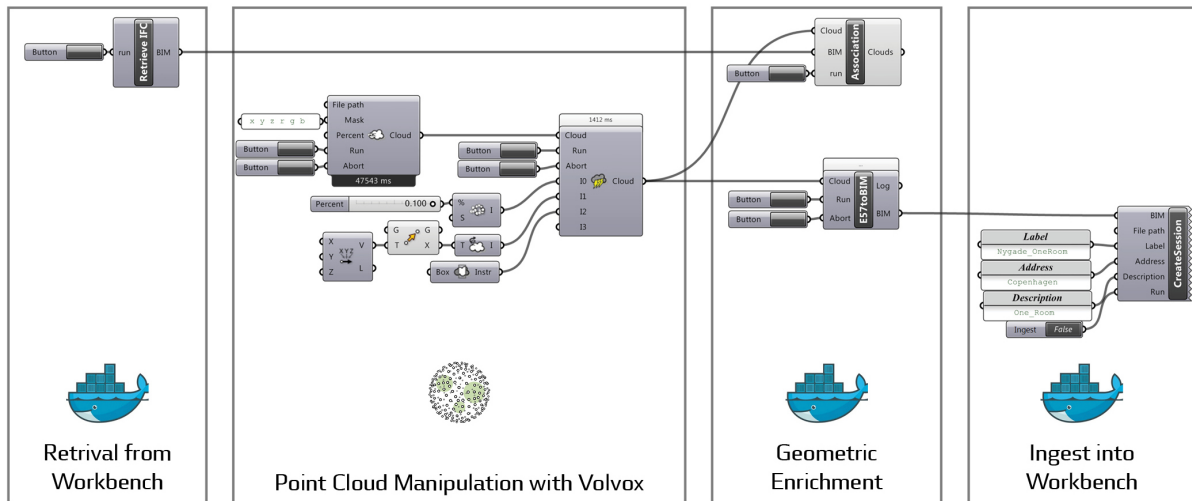 Button
run
Retrieve IFC
BIM
Retrival from
Workbench
x y z r g b
Button
Button
File path
Mask
Percent
Run
Abort
Cloud
47543 ms
Button
Button
1412 ms
Cloud
Run
Abort
I0
I1
I2
I3
Cloud
Percent
0.100
%
S
I
X
Y
Z
XYZ
V
L
G
T
G
X
T
I
Box
Instr
Point Cloud Manipulation with Volvox
Button
Cloud
BIM
run
Association
Clouds
Button
Button
Cloud
Run
Abort
E57toBIM
Log
BIM
Geometric
Enrichment
Label
Nygade_OneRoom
Address
Copenhagen
Description
One_Room
Ingest
False
BIM
File path
Label
Address
Description
Run
CreateSession
Ingest into
Workbench